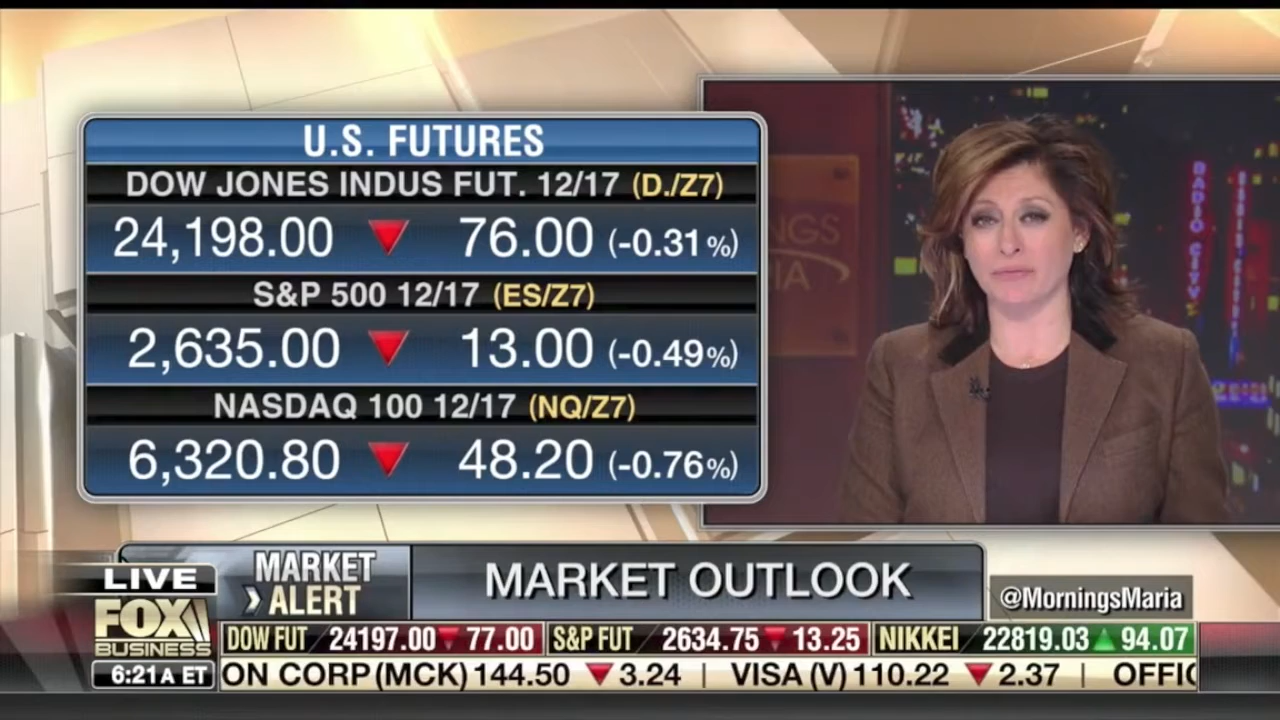 U.S. FUTURES
DOW JONES INDUS FUT. 12/17 (D./Z7)
24,198.00 ▼ 76.00 (-0.31%)
S&P 500 12/17 (ES/Z7)
2,635.00 ▼ 13.00 (-0.49%)
NASDAQ 100 12/17 (NQ/Z7)
6,320.80 ▼ 48.20 (-0.76%)
NGS
IA
RADIO CITY
LIVE
MARKET
ALERT
MARKET OUTLOOK
@MorningsMaria
FOX
BUSINESS
DOW FUT 24197.00 ▼ 77.00 S&P FUT 2634.75 ▼ 13.25 NIKKEI 22819.03 ▲ 94.07
6:21A ET
ON CORP (MCK) 144.50 ▼ 3.24 | VISA (V) 110.22 ▼ 2.37 | OFFIC